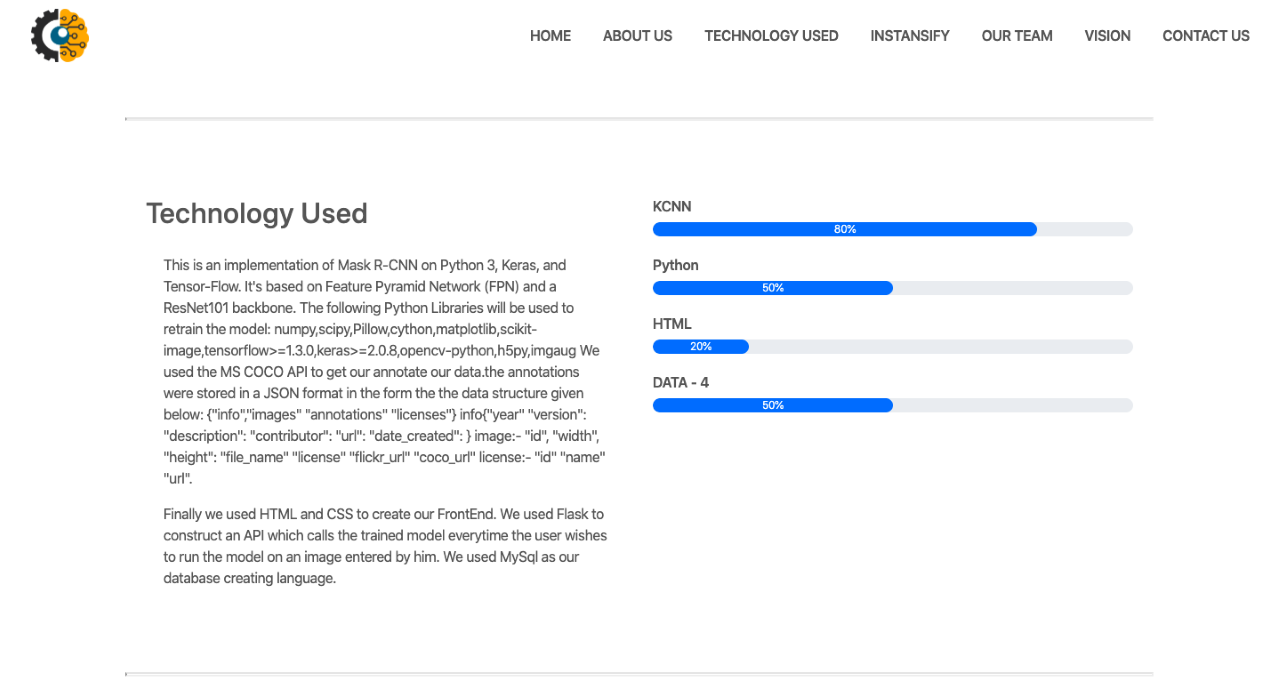 HOME ABOUT US TECHNOLOGY USED INSTANSIFY OUR TEAM VISION CONTACT US
Technology Used
This is an implementation of Mask R-CNN on Python 3, Keras, and
Tensor-Flow. It's based on Feature Pyramid Network (FPN) and a
ResNet101 backbone. The following Python Libraries will be used to
retrain the model: numpy,scipy,Pillow,cython,matplotlib,scikit-
image,tensorflow>=1.3.0,keras>=2.0.8,opencv-python,h5py,imgaug We
used the MS COCO API to get our annotate our data.the annotations
were stored in a JSON format in the form the the data structure given
below: {"info","images" "annotations" "licenses"} info{"year" "version":
"description": "contributor": "url": "date_created": } image:- "id", "width",
"height": "file_name" "license" "flickr_url" "coco_url" license:- "id" "name"
"url".
Finally we used HTML and CSS to create our FrontEnd. We used Flask to
construct an API which calls the trained model everytime the user wishes
to run the model on an image entered by him. We used MySql as our
database creating language.
KCNN
80%
Python
50%
HTML
20%
DATA - 4
50%